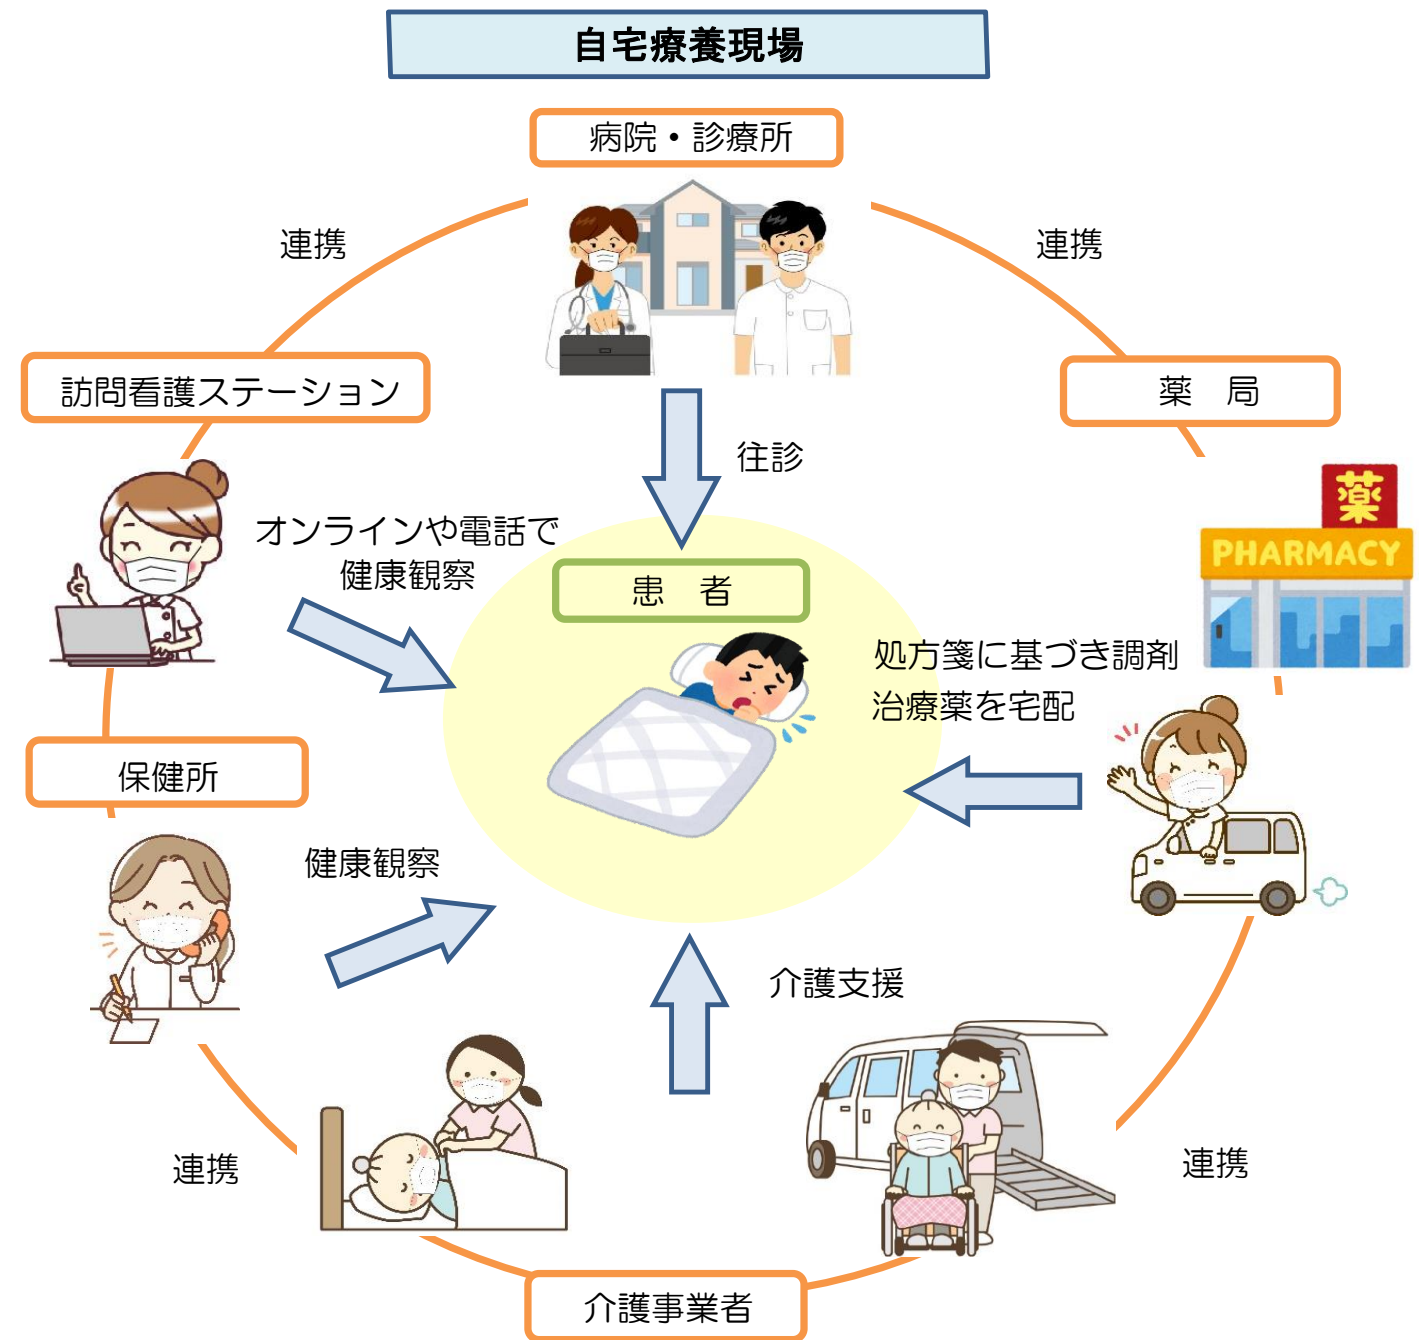 自宅療養現場
病院・診療所
連携
連携
訪問看護ステーション
薬　局
往診
薬
PHARMACY
オンラインや電話で
健康観察
患　者
処方箋に基づき調剤
治療薬を宅配
保健所
健康観察
介護支援
連携
連携
介護事業者